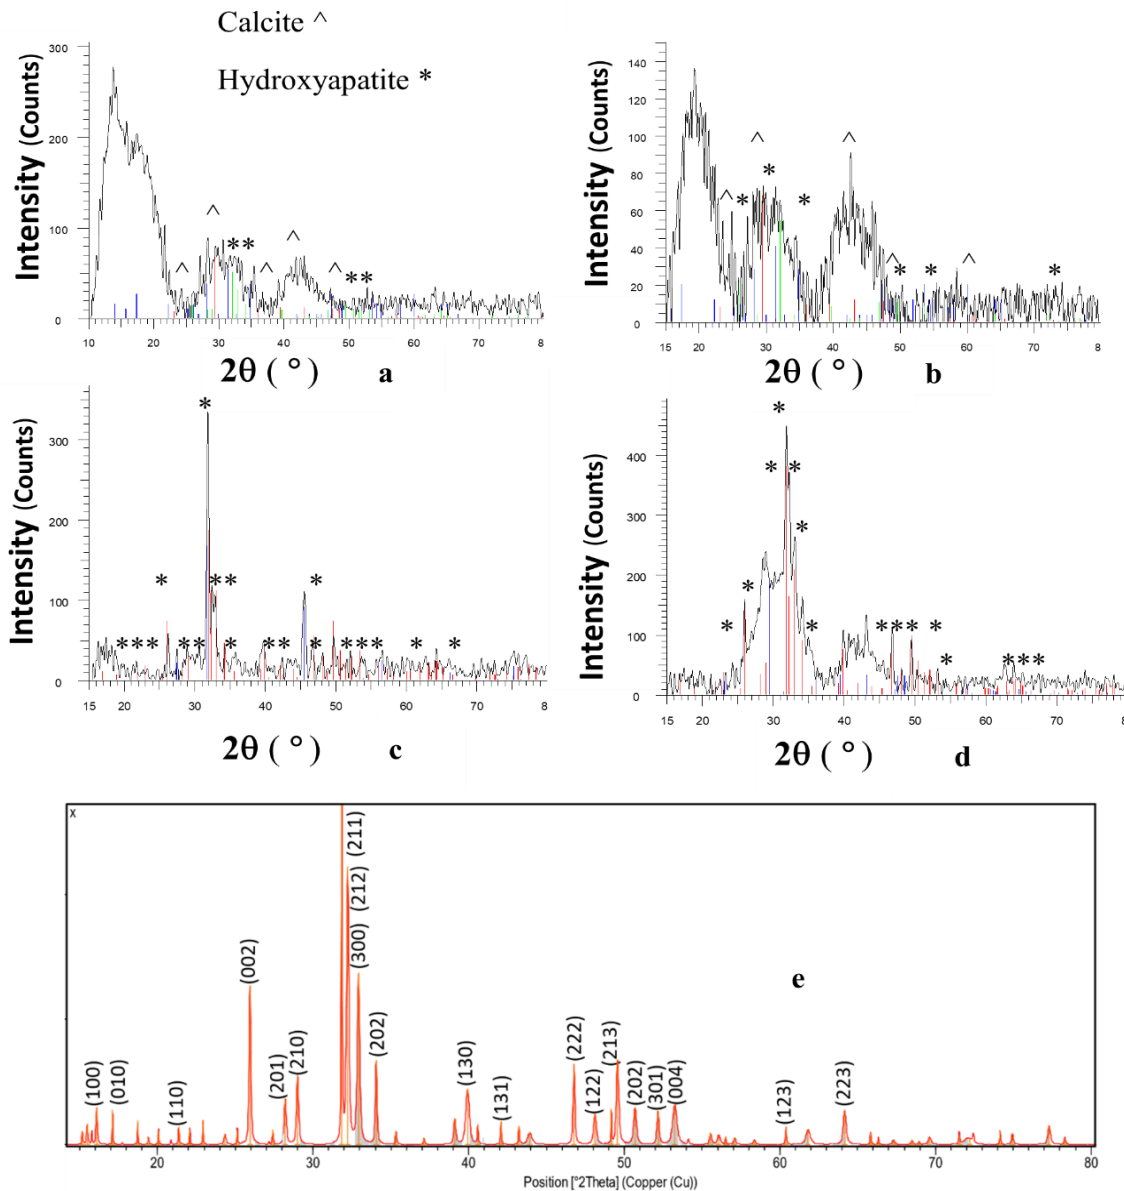 Calcite ^
Hydroxyapatite *
Intensity (Counts)
300
200
100
0
10 20 30 40 50 60 70 8
^ ^ ** ^ ^ ^ **
2θ ( ° ) a
Intensity (Counts)
140
120
100
80
60
40
20
0
15 20 30 40 50 60 70 8
^ * ^ * * ^ ^ * * ^ *
2θ ( ° ) b
Intensity (Counts)
300
200
100
0
15 20 30 40 50 60 70 8
*
* ** *
*** ** * ** * *** * *
2θ ( ° ) c
Intensity (Counts)
400
300
200
100
0
15 20 30 40 50 60 70 80
*
* *
*
*
* * *** * * ***
2θ ( ° ) d
X
e
(100)
(010)
(110)
(002)
(201)
(210)
(211)
(212)
(300)
(202)
(130)
(131)
(222)
(122)
(213)
(202)
(301)
(004)
(123)
(223)
20 30 40 50 60 70 80
Position [°2Theta] (Copper (Cu))